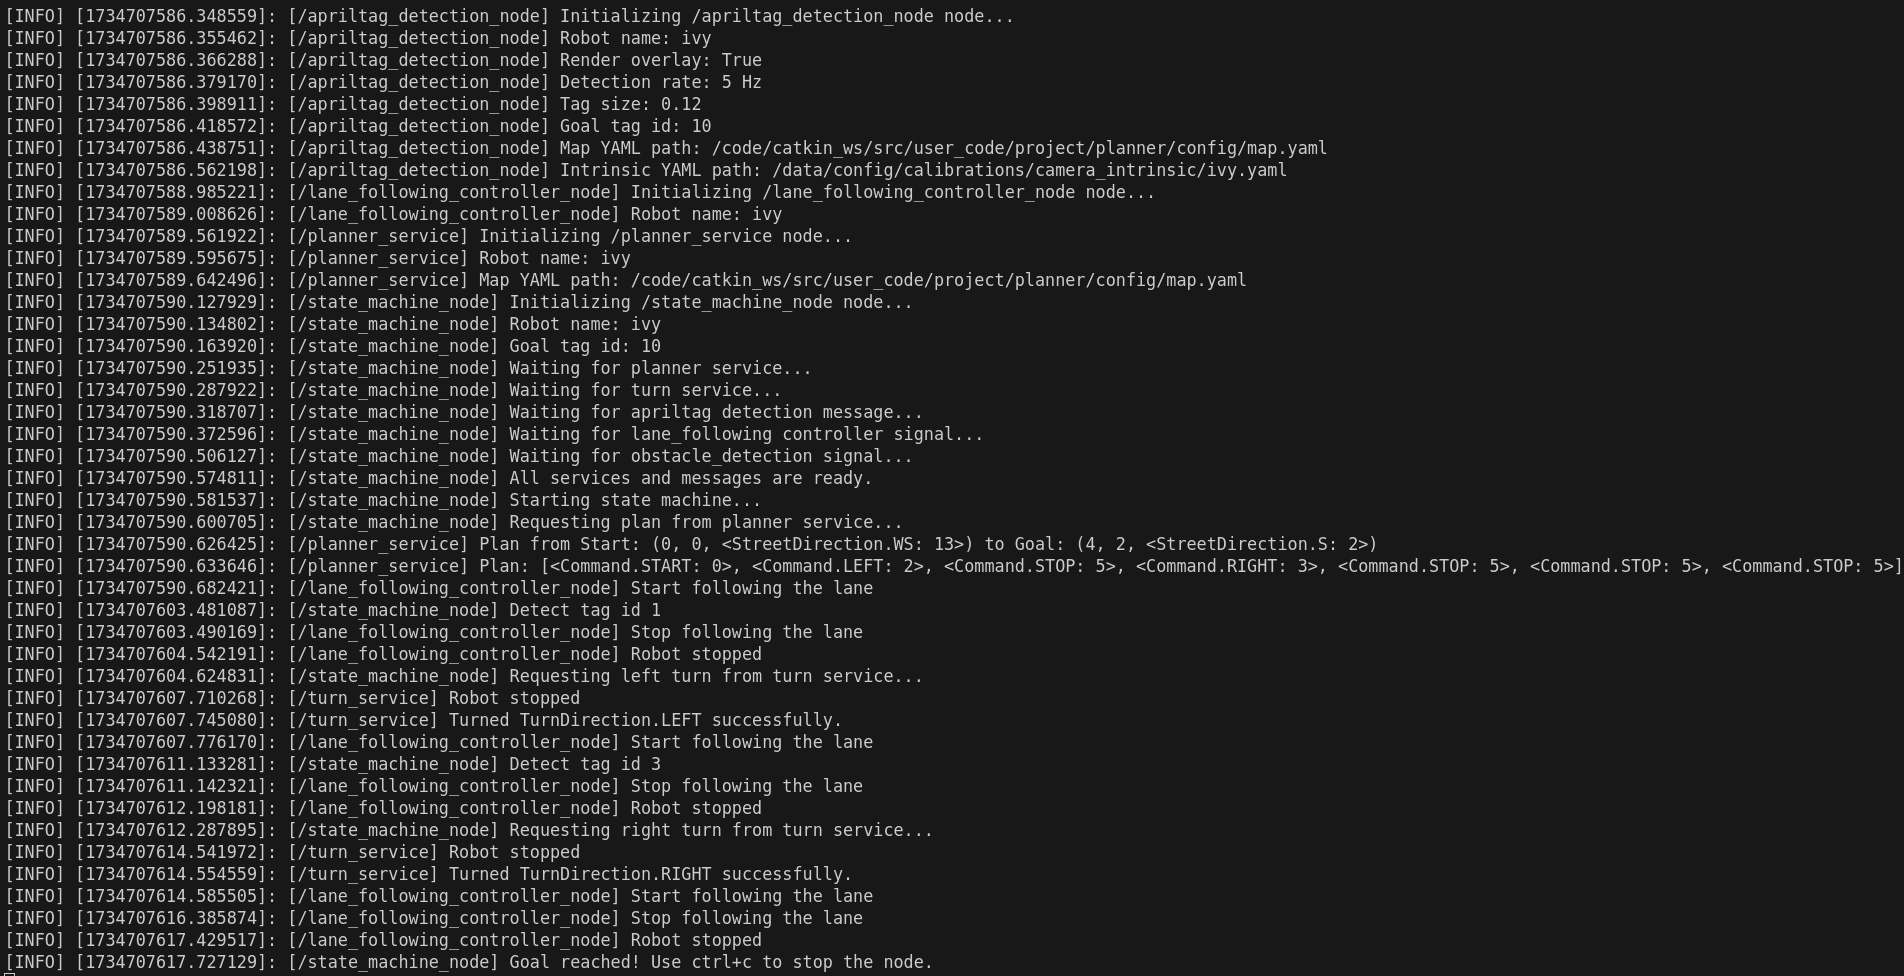 [INFO] [1734707586.348559]: [/apriltag_detection_node] Initializing /apriltag_detection_node node...
[INFO] [1734707586.355462]: [/apriltag_detection_node] Robot name: ivy
[INFO] [1734707586.366288]: [/apriltag_detection_node] Render overlay: True
[INFO] [1734707586.379170]: [/apriltag_detection_node] Detection rate: 5 Hz
[INFO] [1734707586.398911]: [/apriltag_detection_node] Tag size: 0.12
[INFO] [1734707586.418572]: [/apriltag_detection_node] Goal tag id: 10
[INFO] [1734707586.438751]: [/apriltag_detection_node] Map YAML path: /code/catkin_ws/src/user_code/project/planner/config/map.yaml
[INFO] [1734707586.562198]: [/apriltag_detection_node] Intrinsic YAML path: /data/config/calibrations/camera_intrinsic/ivy.yaml
[INFO] [1734707588.985221]: [/lane_following_controller_node] Initializing /lane_following_controller_node node...
[INFO] [1734707589.008626]: [/lane_following_controller_node] Robot name: ivy
[INFO] [1734707589.561922]: [/planner_service] Initializing /planner_service node...
[INFO] [1734707589.595675]: [/planner_service] Robot name: ivy
[INFO] [1734707589.642496]: [/planner_service] Map YAML path: /code/catkin_ws/src/user_code/project/planner/config/map.yaml
[INFO] [1734707590.127929]: [/state_machine_node] Initializing /state_machine_node node...
[INFO] [1734707590.134802]: [/state_machine_node] Robot name: ivy
[INFO] [1734707590.163920]: [/state_machine_node] Goal tag id: 10
[INFO] [1734707590.251935]: [/state_machine_node] Waiting for planner service...
[INFO] [1734707590.287922]: [/state_machine_node] Waiting for turn service...
[INFO] [1734707590.318707]: [/state_machine_node] Waiting for apriltag detection message...
[INFO] [1734707590.372596]: [/state_machine_node] Waiting for lane_following controller signal...
[INFO] [1734707590.506127]: [/state_machine_node] Waiting for obstacle_detection signal...
[INFO] [1734707590.574811]: [/state_machine_node] All services and messages are ready.
[INFO] [1734707590.581537]: [/state_machine_node] Starting state machine...
[INFO] [1734707590.600705]: [/state_machine_node] Requesting plan from planner service...
[INFO] [1734707590.626425]: [/planner_service] Plan from Start: (0, 0, <StreetDirection.WS: 13>) to Goal: (4, 2, <StreetDirection.S: 2>)
[INFO] [1734707590.633646]: [/planner_service] Plan: [<Command.START: 0>, <Command.LEFT: 2>, <Command.STOP: 5>, <Command.RIGHT: 3>, <Command.STOP: 5>, <Command.STOP: 5>, <Command.STOP: 5>]
[INFO] [1734707590.682421]: [/lane_following_controller_node] Start following the lane
[INFO] [1734707603.481087]: [/state_machine_node] Detect tag id 1
[INFO] [1734707603.490169]: [/lane_following_controller_node] Stop following the lane
[INFO] [1734707604.542191]: [/lane_following_controller_node] Robot stopped
[INFO] [1734707604.624831]: [/state_machine_node] Requesting left turn from turn service...
[INFO] [1734707607.710268]: [/turn_service] Robot stopped
[INFO] [1734707607.745080]: [/turn_service] Turned TurnDirection.LEFT successfully.
[INFO] [1734707607.776170]: [/lane_following_controller_node] Start following the lane
[INFO] [1734707611.133281]: [/state_machine_node] Detect tag id 3
[INFO] [1734707611.142321]: [/lane_following_controller_node] Stop following the lane
[INFO] [1734707612.198181]: [/lane_following_controller_node] Robot stopped
[INFO] [1734707612.287895]: [/state_machine_node] Requesting right turn from turn service...
[INFO] [1734707614.541972]: [/turn_service] Robot stopped
[INFO] [1734707614.554559]: [/turn_service] Turned TurnDirection.RIGHT successfully.
[INFO] [1734707614.585505]: [/lane_following_controller_node] Start following the lane
[INFO] [1734707616.385874]: [/lane_following_controller_node] Stop following the lane
[INFO] [1734707617.429517]: [/lane_following_controller_node] Robot stopped
[INFO] [1734707617.727129]: [/state_machine_node] Goal reached! Use ctrl+c to stop the node.